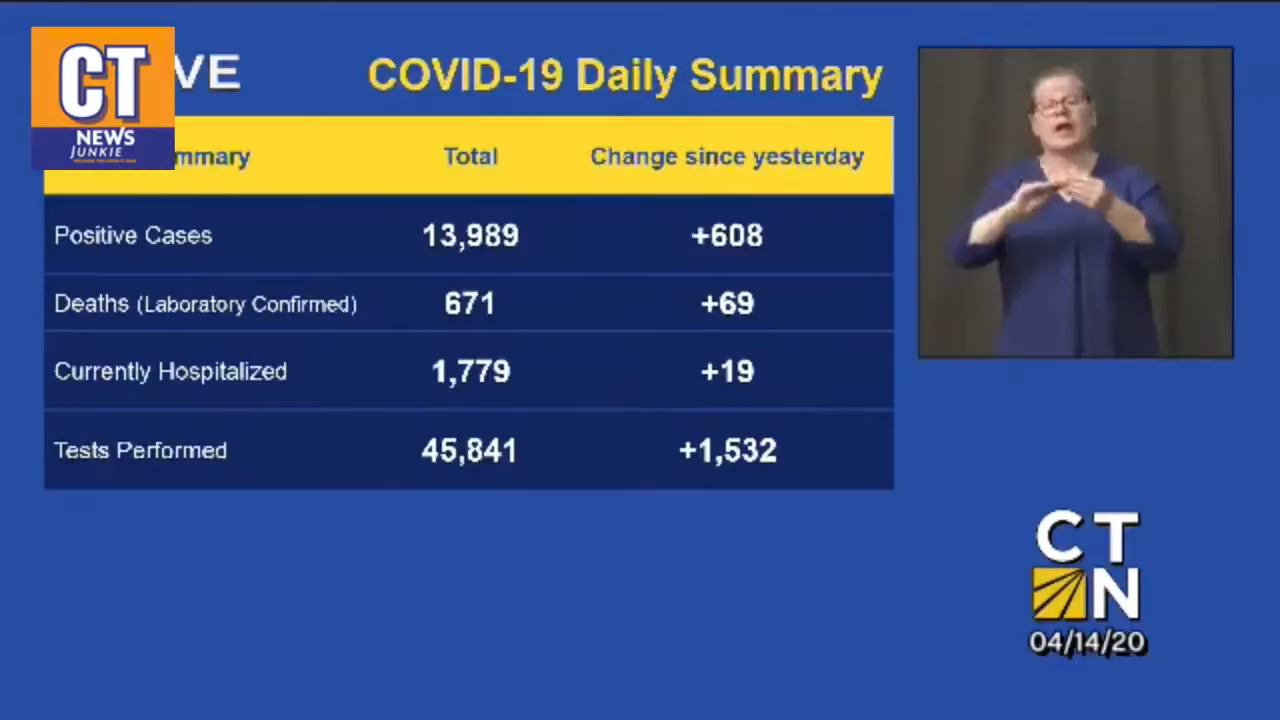 CT
NEWS
JUNKIE
VE
COVID-19 Daily Summary
mmary Total Change since yesterday
Positive Cases 13,989 +608
Deaths (Laboratory Confirmed) 671 +69
Currently Hospitalized 1,779 +19
Tests Performed 45,841 +1,532
CT
N
04/14/20